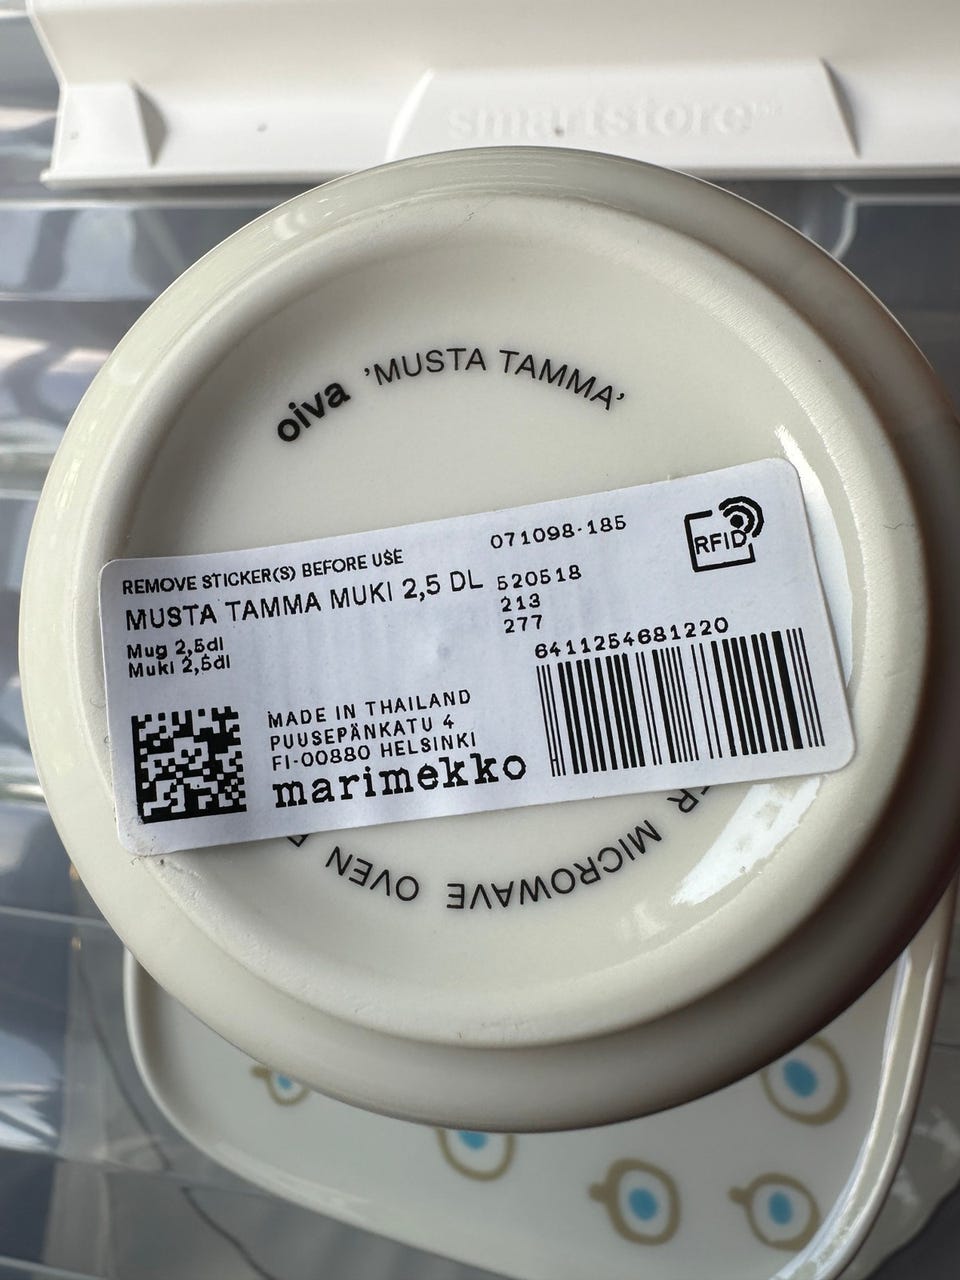 smartstore™
oiva 'MUSTA TAMMA'
REMOVE STICKER(S) BEFORE USE
MUSTA TAMMA MUKI 2,5 DL
Mug 2,5dl
Muki 2,5dl
071098-185
520518
213
277
RFID
6411254681220
MADE IN THAILAND
PUUSEPÄNKATU 4
FI-00880 HELSINKI
marimekko
MICROWAVE OVEN